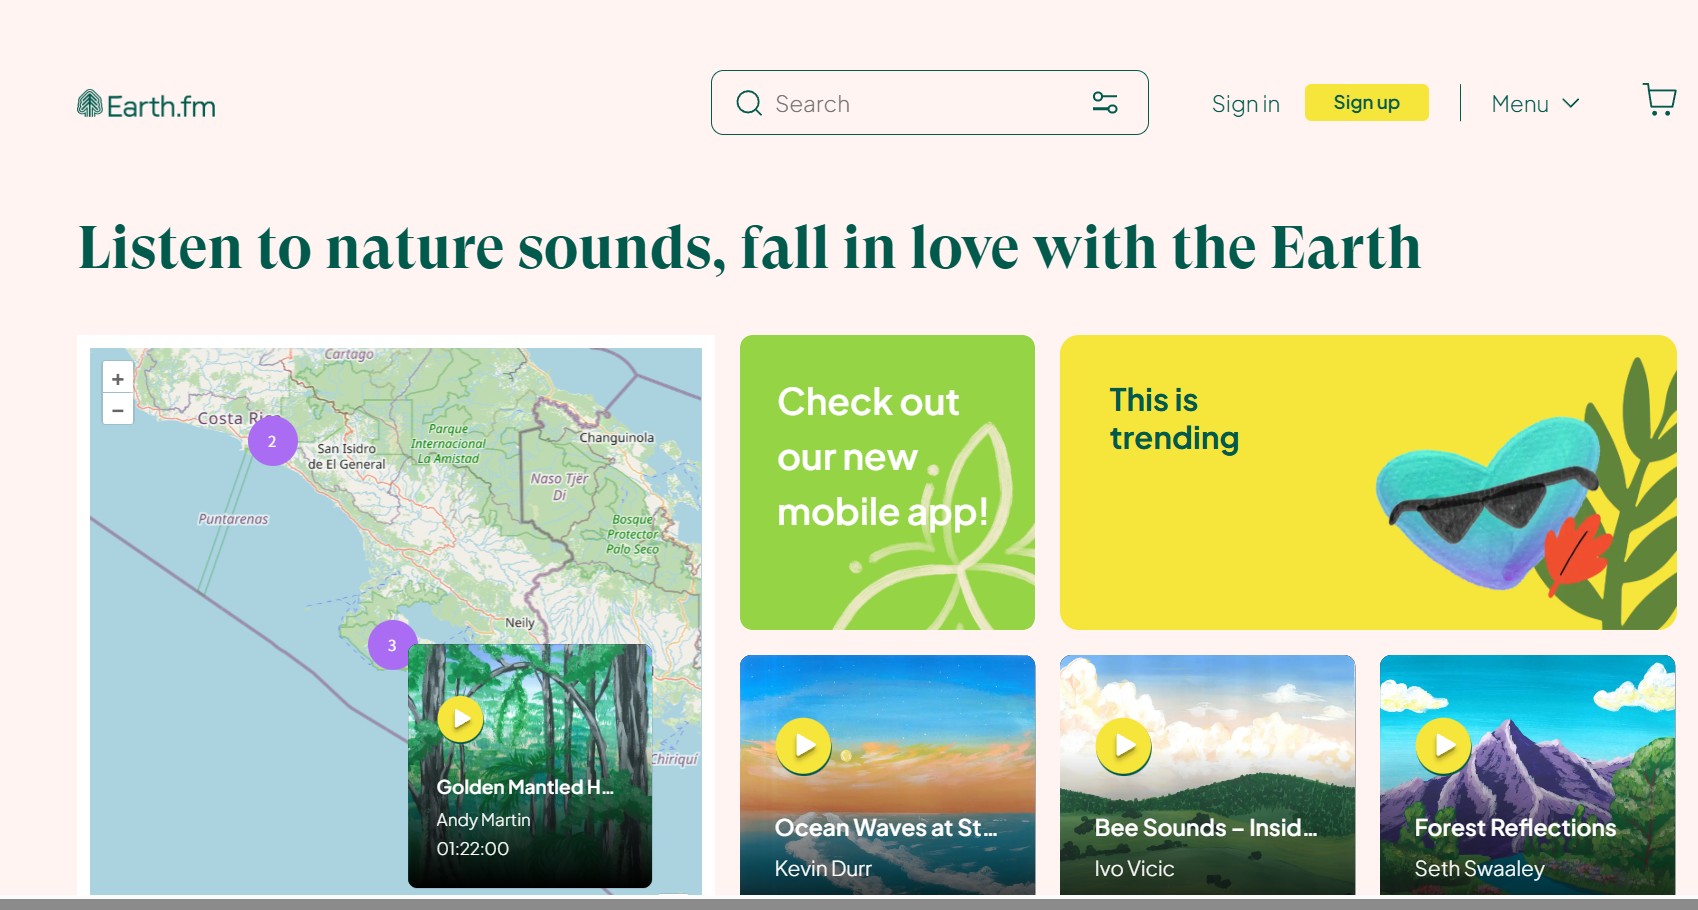 Earth.fm
Search
Sign in
Sign up
Menu
Listen to nature sounds, fall in love with the Earth
+
−
Cartago
Costa
2
San Isidro
de El General
Parque
Internacional
La Amistad
Changuinola
Naso Tjër
Di
Puntarenas
Bosque
Protector
Palo Seco
Neily
3
Chiriquí
Golden Mantled H...
Andy Martin
01:22:00
Check out
our new
mobile app!
This is
trending
Ocean Waves at St...
Kevin Durr
Bee Sounds – Insid...
Ivo Vicic
Forest Reflections
Seth Swaaley